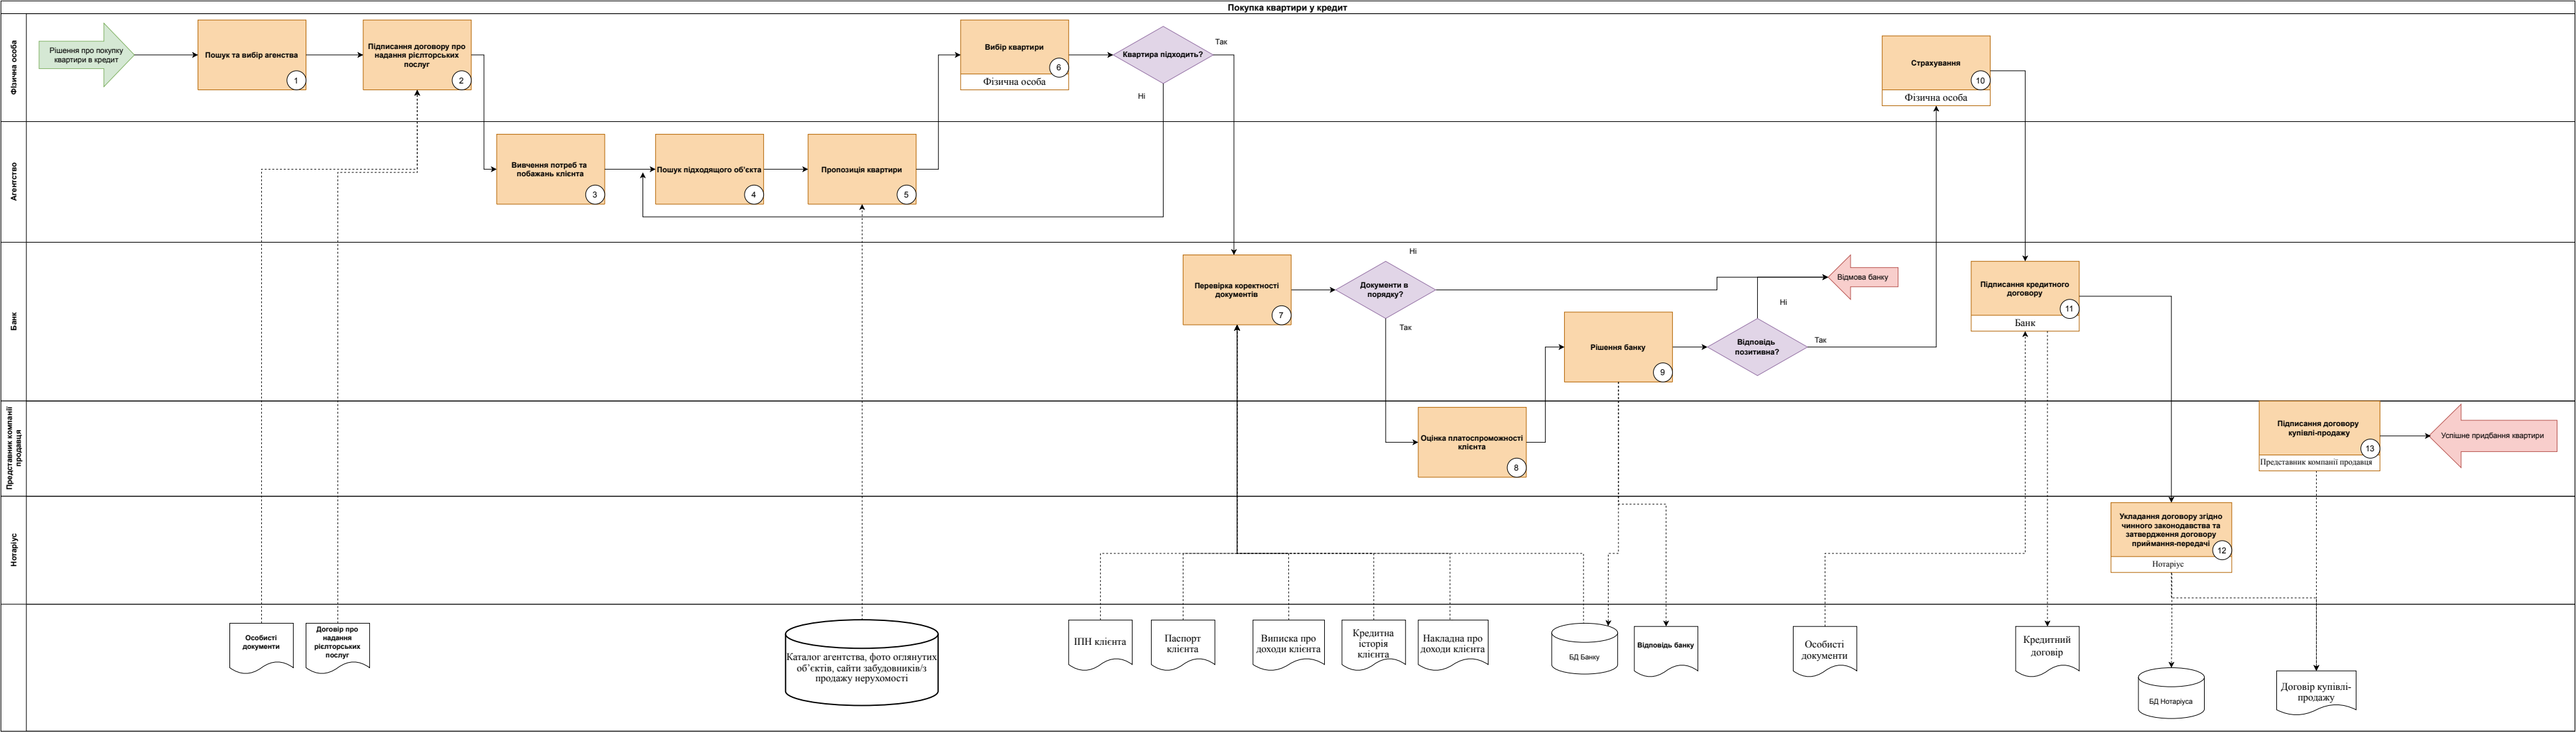 Покупка квартири у кредит
Фізична особа
Рішення про покупку
квартири в кредит
Пошук та вибір агенства
1
Підписання договору про
надання рієлторських
послуг
2
Вибір квартири
6
Фізична особа
Квартира підходить?
Так
Ні
Страхування
10
Фізична особа
Агентство
Вивчення потреб та
побажань клієнта
3
Пошук підходящого об'єкта
4
Пропозиція квартири
5
Банк
Перевірка коректності
документів
7
Документи в
порядку?
Ні
Так
Рішення банку
9
Відповідь
позитивна?
Ні
Так
Відмова банку
Підписання кредитного
договору
11
Банк
Представник компанії
продавця
Оцінка платоспроможності
клієнта
8
Підписання договору
купівлі-продажу
13
Представник компанії продавця
Успішне придбання квартири
Нотаріус
Укладання договору згідно
чинного законодавства та
затвердження договору
приймання-передачі
12
Нотаріус
Особисті
документи
Договір про
надання
рієлторських
послуг
Каталог агентства, фото оглянутих
об'єктів, сайти забудовників/з
продажу нерухомості
ІПН клієнта
Паспорт
клієнта
Виписка про
доходи клієнта
Кредитна
історія
клієнта
Накладна про
доходи клієнта
БД Банку
Відповідь банку
Особисті
документи
Кредитний
договір
БД Нотаріуса
Договір купівлі-
продажу